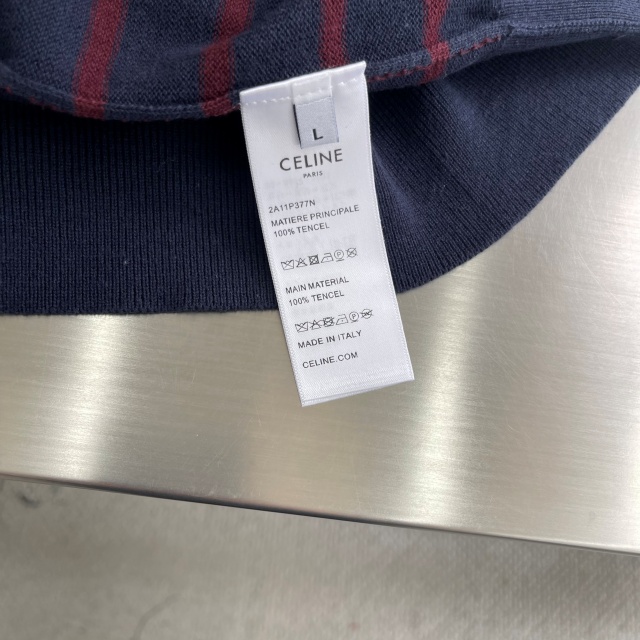 L
CELINE
PARIS
2A11P377N
MATIERE PRINCIPALE
100% TENCEL
MAIN MATERIAL
100% TENCEL
MADE IN ITALY
CELINE.COM